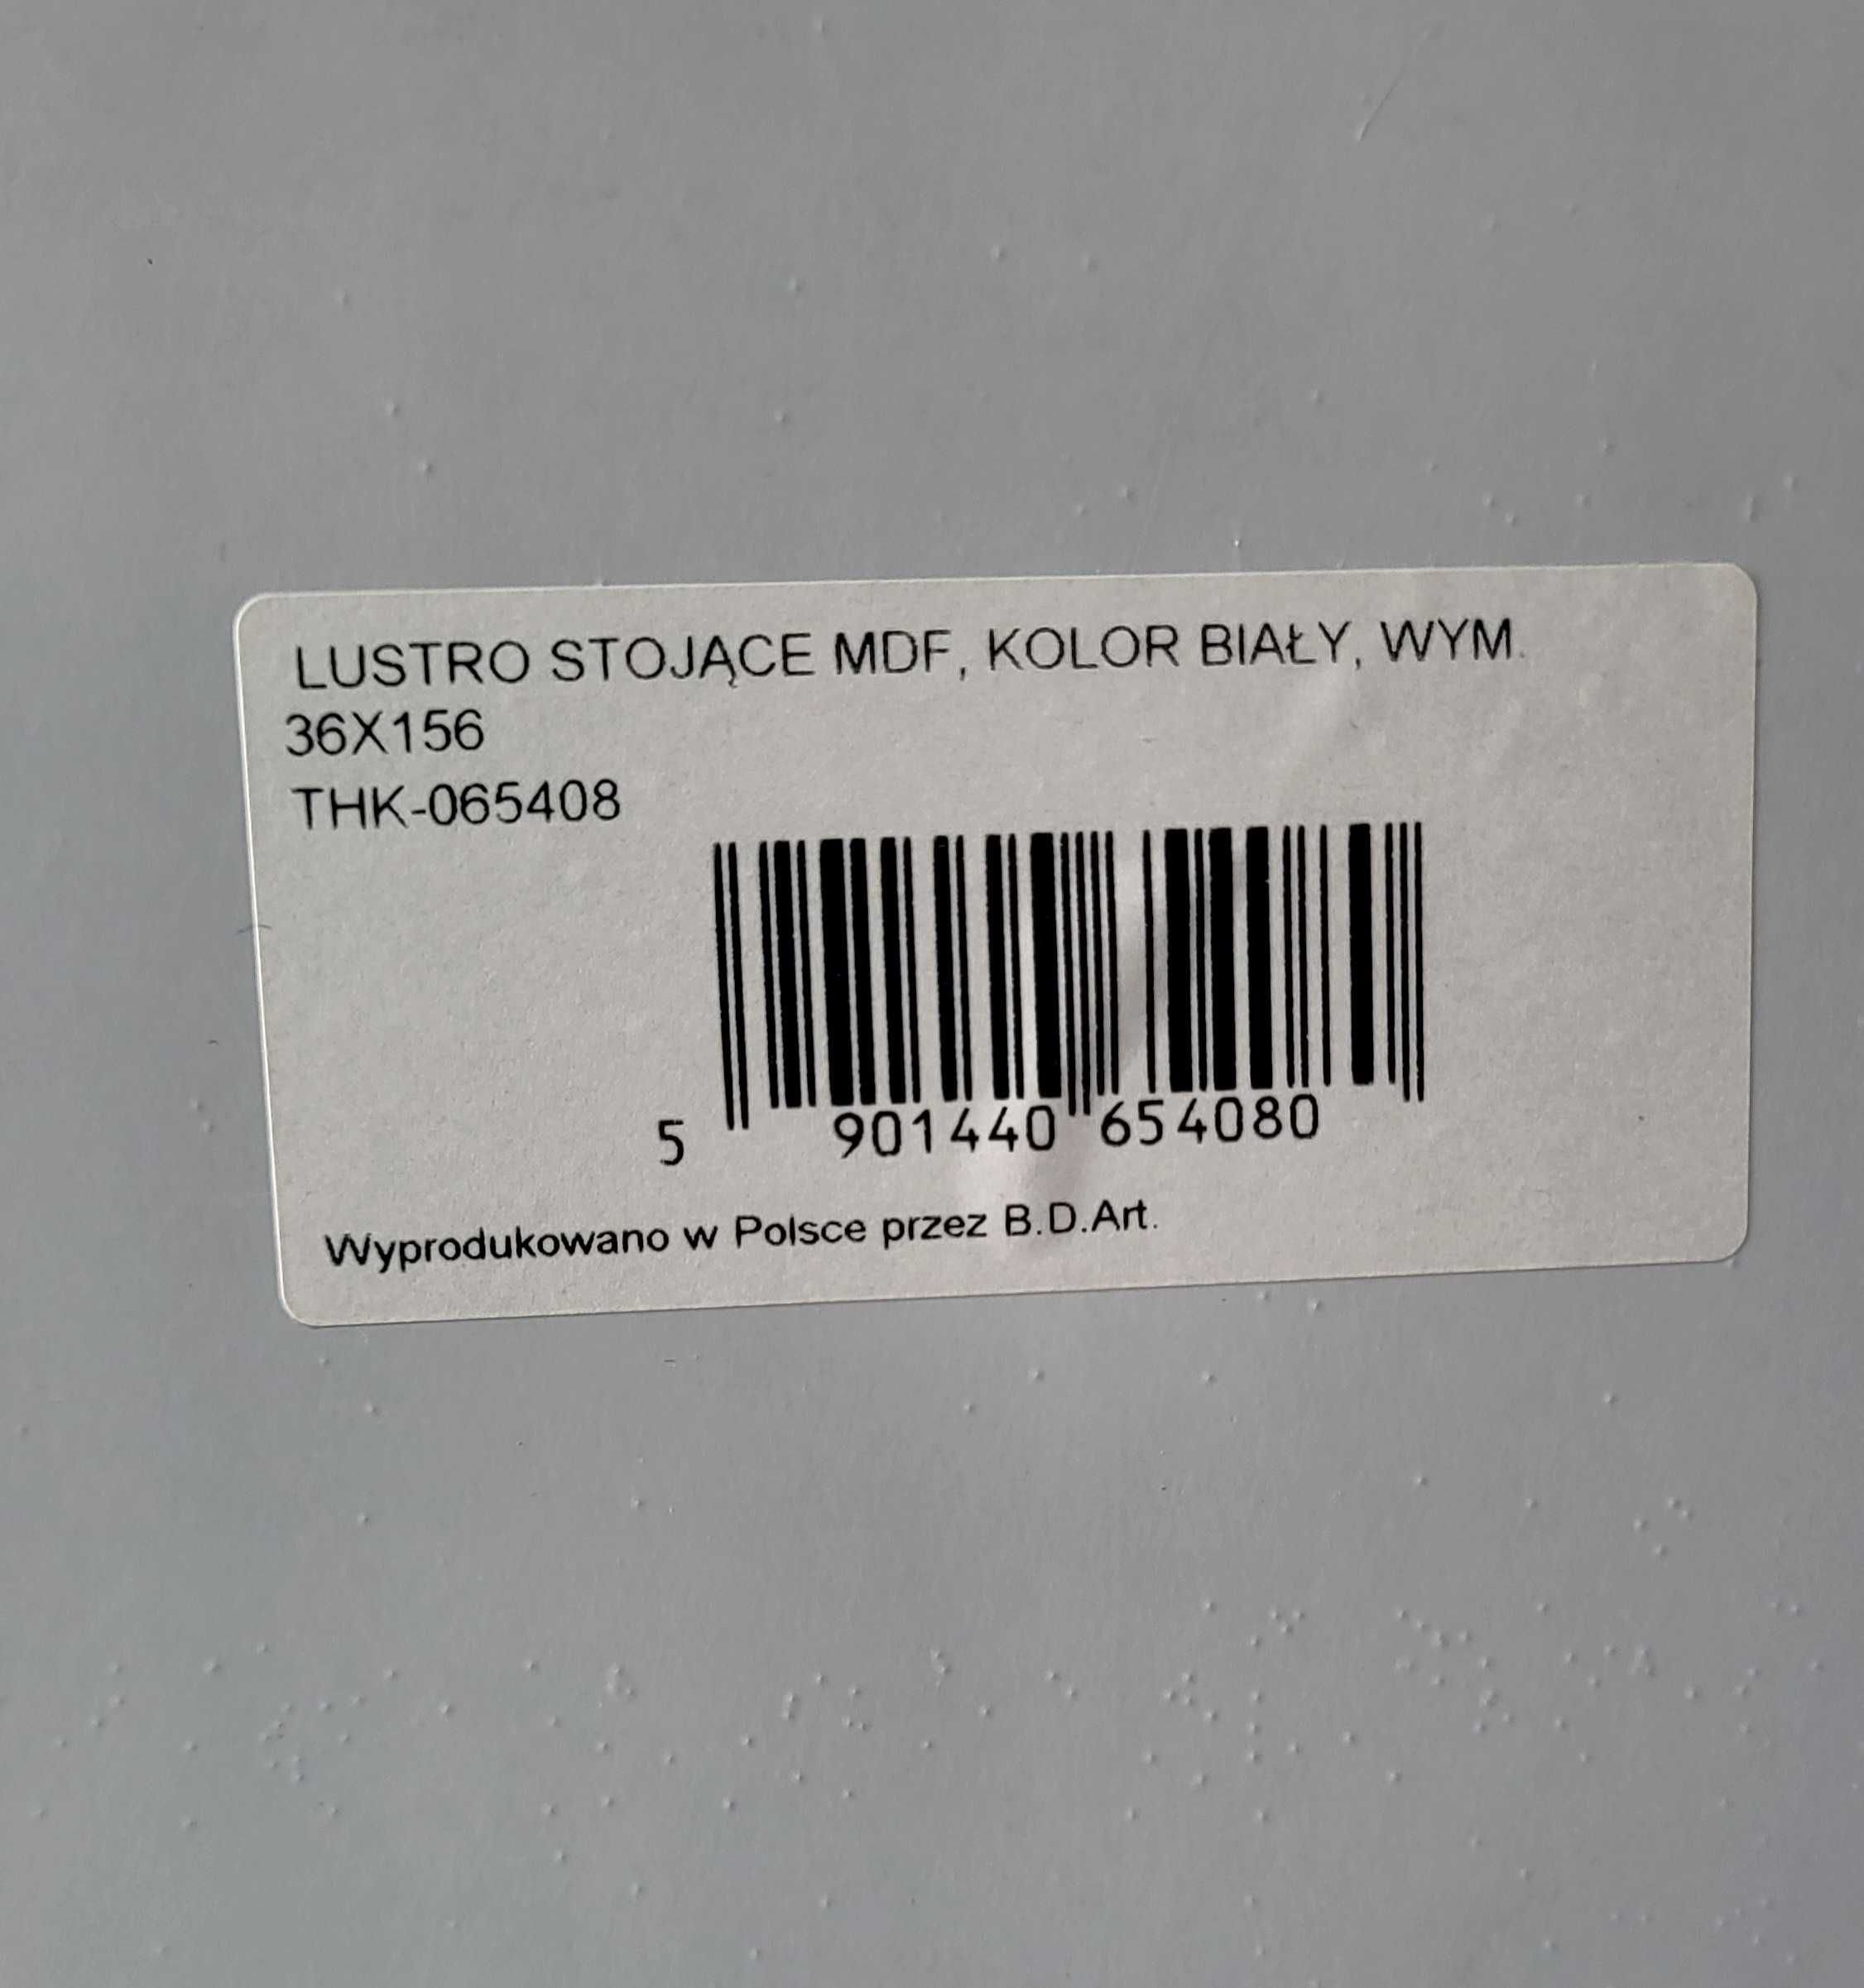 LUSTRO STOJĄCE MDF, KOLOR BIAŁY, WYM.
36X156
THK-065408
5 901440 654080
Wyprodukowano w Polsce przez B.D.Art.